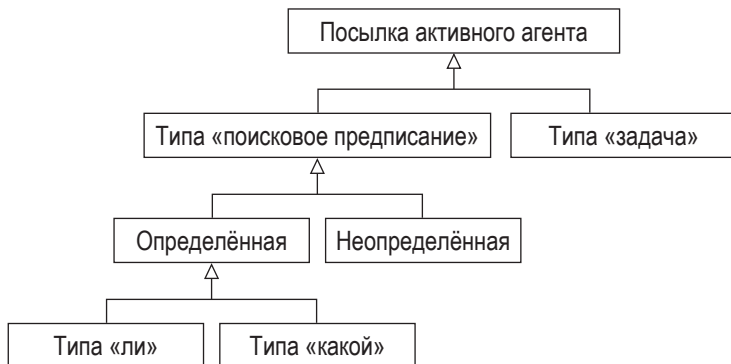 Посылка активного агента
Типа «поисковое предписание»
Типа «задача»
Определённая
Неопределённая
Типа «ли»
Типа «какой»